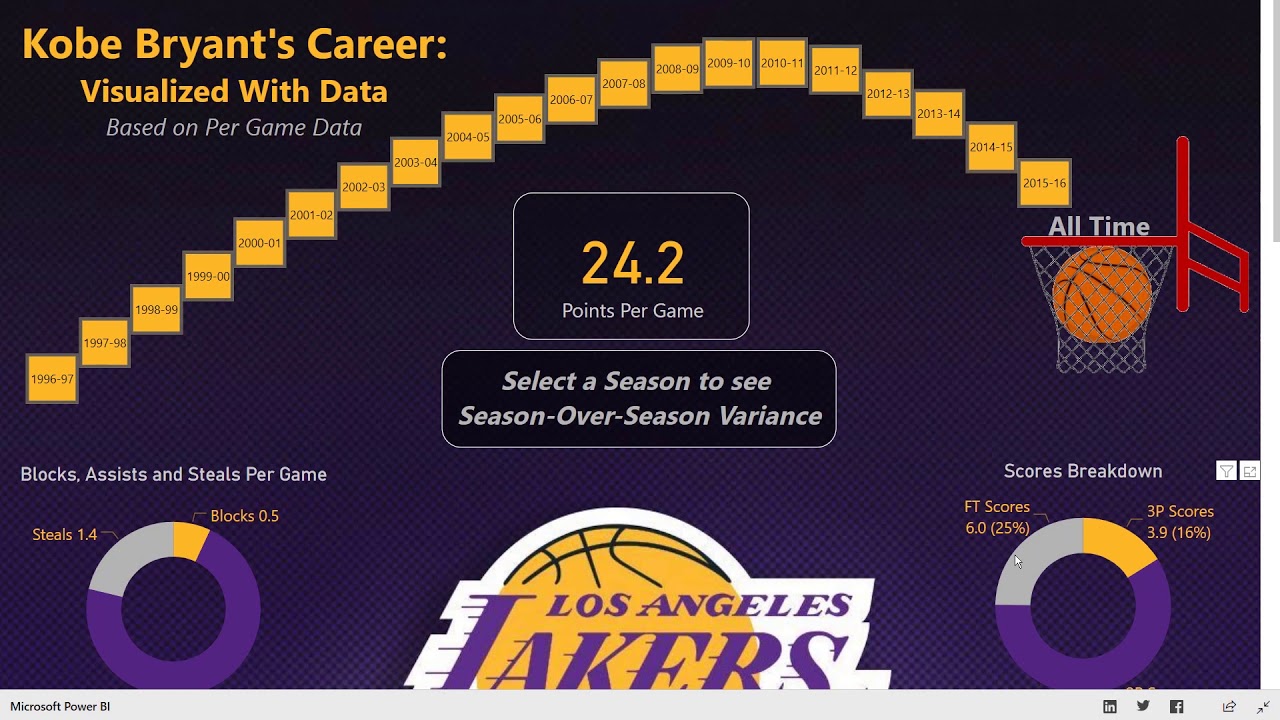 Kobe Bryant's Career:
Visualized With Data
Based on Per Game Data
1996-97
1997-98
1998-99
1999-00
2000-01
2001-02
2002-03
2003-04
2004-05
2005-06
2006-07
2007-08
2008-09
2009-10
2010-11
2011-12
2012-13
2013-14
2014-15
2015-16
All Time
24.2
Points Per Game
Select a Season to see
Season-Over-Season Variance
Blocks, Assists and Steals Per Game
Blocks 0.5
Steals 1.4
Scores Breakdown
FT Scores
6.0 (25%)
3P Scores
3.9 (16%)
LOS ANGELES
LAKERS
Microsoft Power BI